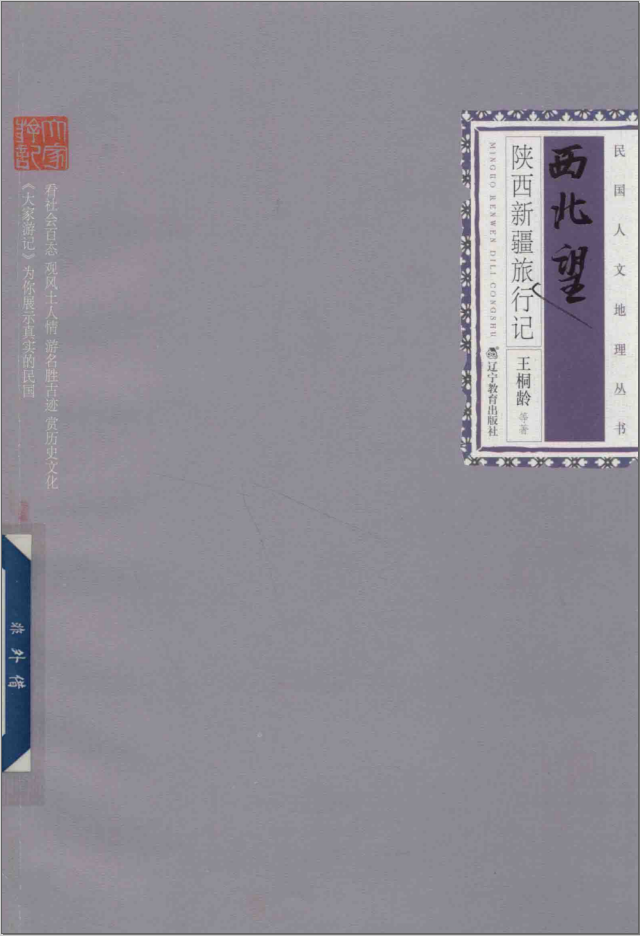 民国人文地理丛书
西北望
陕西新疆旅行记
王桐龄 等著
MINGUO RENWEN DILI CONGSHU
辽宁教育出版社
大家游记
看社会百态 观风土人情 游名胜古迹 赏历史文化
《大家游记》为你展示真实的民国
外借